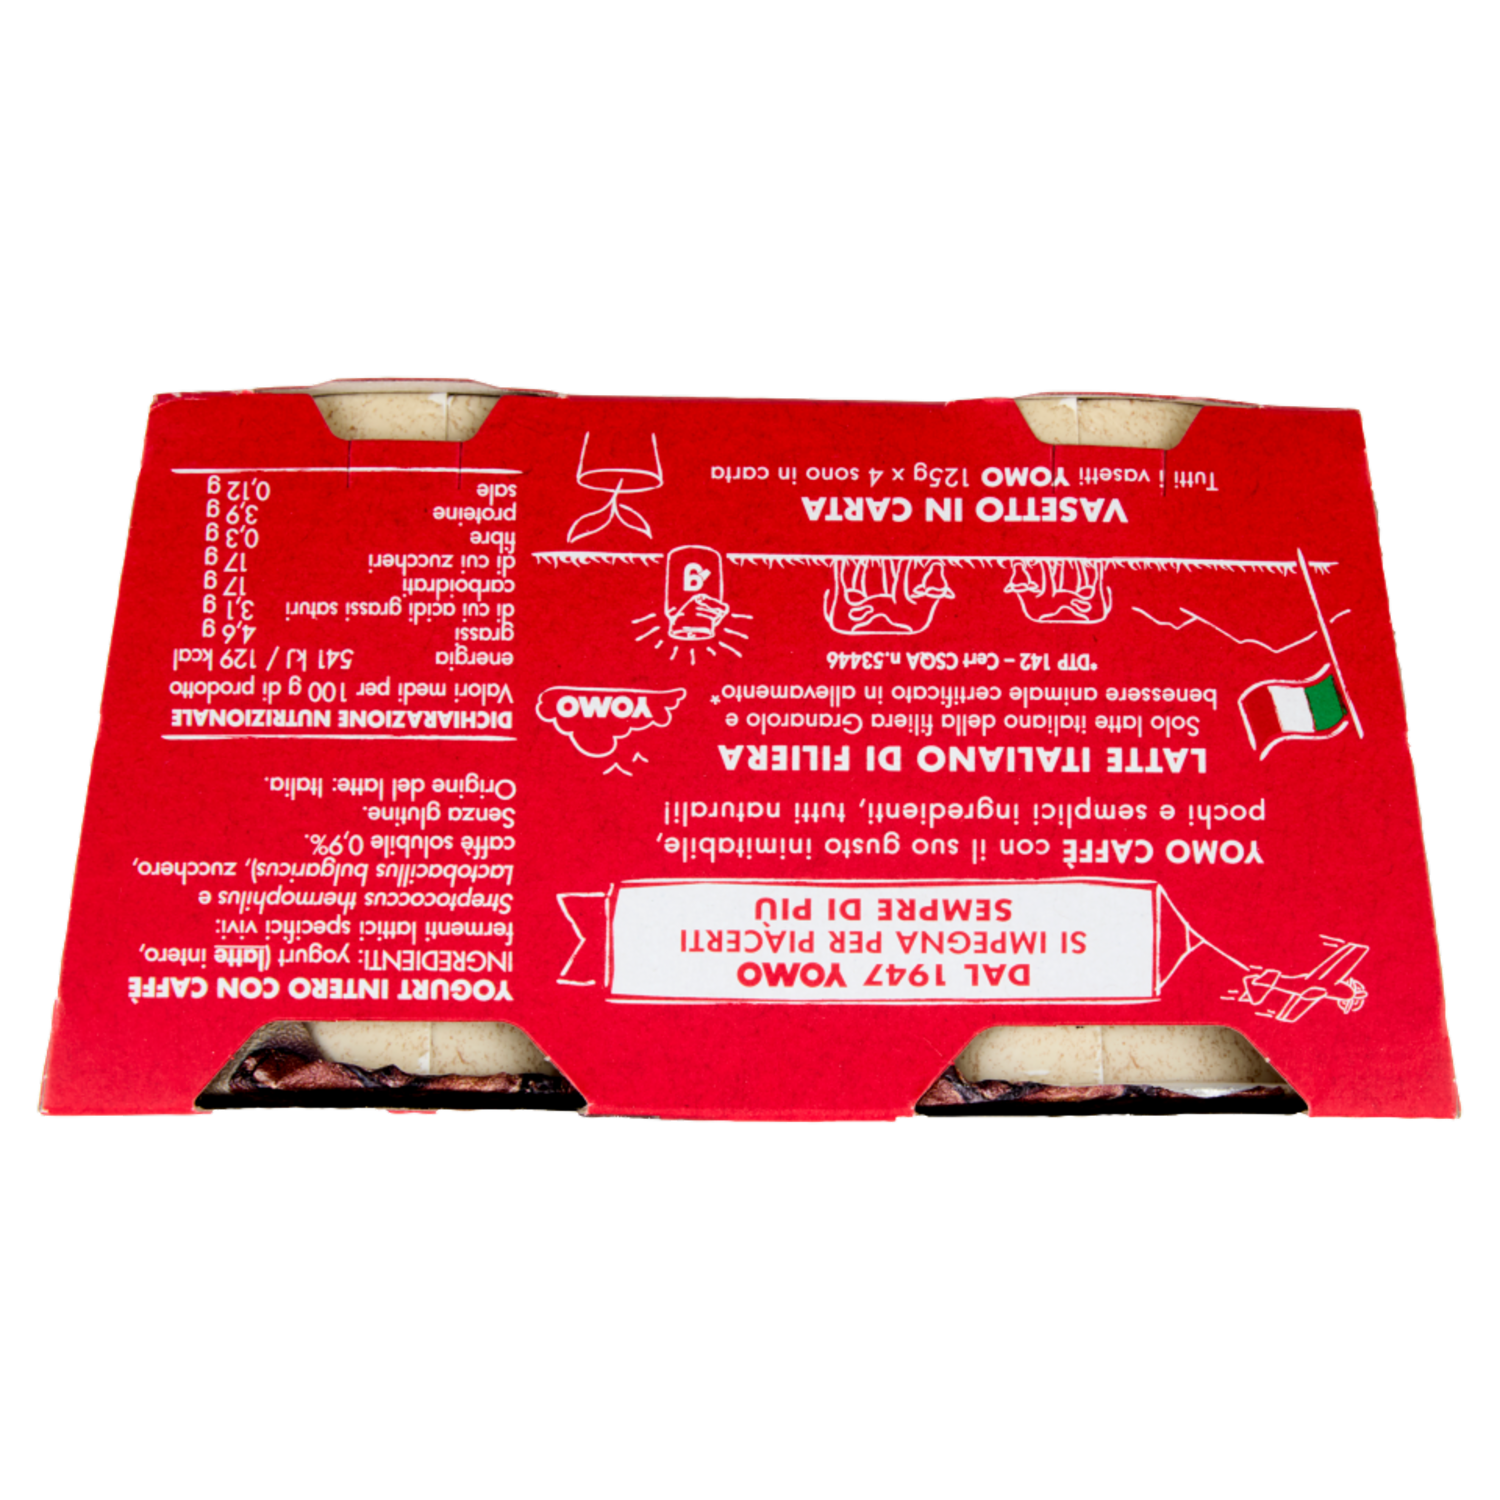 DAL 1947 YOMO
SI IMPEGNA PER PIACERTI
SEMPRE DI PIÙ
YOMO CAFFÈ con il suo gusto inimitabile,
pochi e semplici ingredienti, tutti naturali!
LATTE ITALIANO DI FILIERA
Solo latte italiano della filiera Granarolo e
benessere animale certificato in allevamento*
*DTP 142 – Cert CSQA n.53446
YOMO
g.
VASETTO IN CARTA
Tutti i vasetti YOMO 125g x 4 sono in carta
YOGURT INTERO CON CAFFÈ
INGREDIENTI: yogurt (latte intero,
fermenti lattici specifici vivi:
Streptococcus thermophilus e
Lactobacillus bulgaricus), zucchero,
caffè solubile 0,9%.
Senza glutine.
Origine del latte: Italia.
DICHIARAZIONE NUTRIZIONALE
Valori medi per 100 g di prodotto
energia 541 kJ / 129 kcal
grassi 4,6 g
di cui acidi grassi saturi 3,1 g
carboidrati 17 g
di cui zuccheri 17 g
fibre 0,3 g
proteine 3,9 g
sale 0,12 g